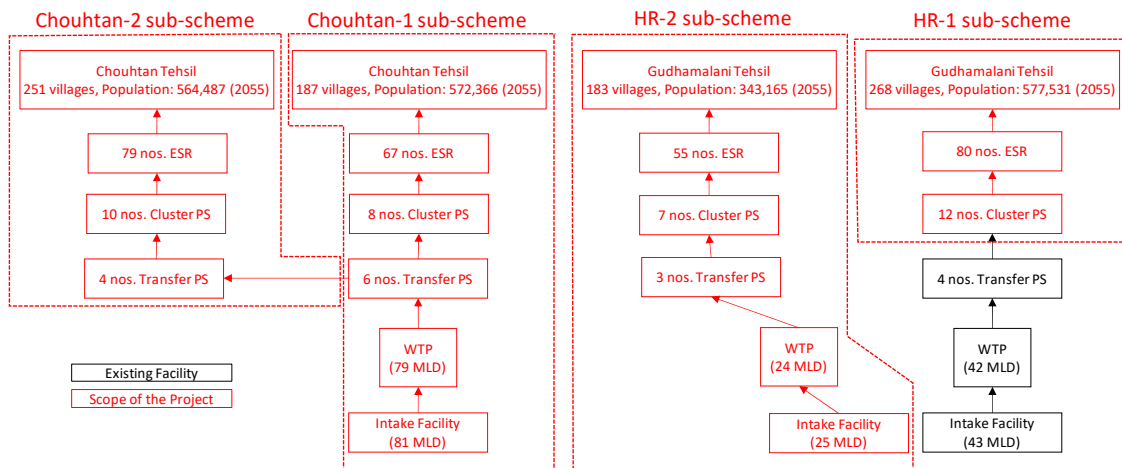 Chouhtan-2 sub-scheme
Chouhtan Tehsil
251 villages, Population: 564,487 (2055)
79 nos. ESR
10 nos. Cluster PS
4 nos. Transfer PS
Chouhtan-1 sub-scheme
Chouhtan Tehsil
187 villages, Population: 572,366 (2055)
67 nos. ESR
8 nos. Cluster PS
6 nos. Transfer PS
WTP
(79 MLD)
Intake Facility
(81 MLD)
HR-2 sub-scheme
Gudhamalani Tehsil
183 villages, Population: 343,165 (2055)
55 nos. ESR
7 nos. Cluster PS
3 nos. Transfer PS
WTP
(24 MLD)
Intake Facility
(25 MLD)
HR-1 sub-scheme
Gudhamalani Tehsil
268 villages, Population: 577,531 (2055)
80 nos. ESR
12 nos. Cluster PS
4 nos. Transfer PS
WTP
(42 MLD)
Intake Facility
(43 MLD)
Existing Facility
Scope of the Project